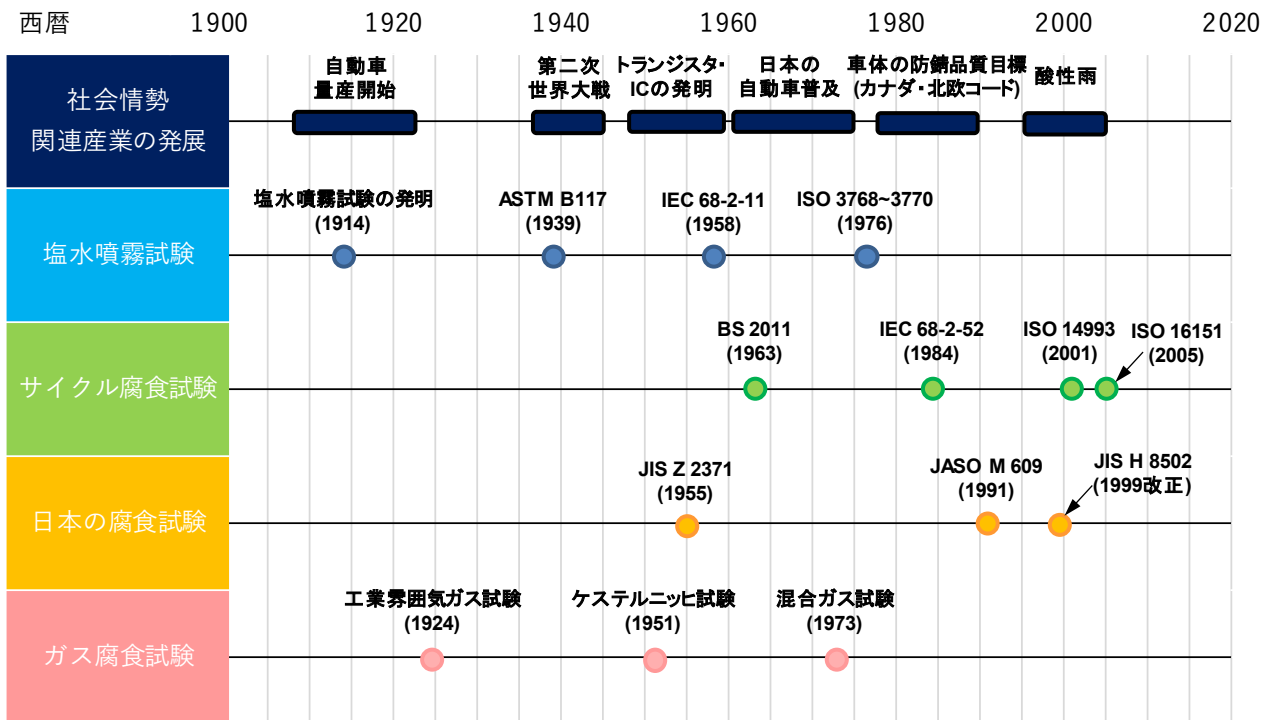 西暦 1900 1920 1940 1960 1980 2000 2020
社会情勢
関連産業の発展
自動車
量産開始
第二次
世界大戦
トランジスタ・
ICの発明
日本の
自動車普及
車体の防錆品質目標
(カナダ・北欧コード)
酸性雨
塩水噴霧試験
塩水噴霧試験の発明
(1914)
ASTM B117
(1939)
IEC 68-2-11
(1958)
ISO 3768~3770
(1976)
サイクル腐食試験
BS 2011
(1963)
IEC 68-2-52
(1984)
ISO 14993
(2001)
ISO 16151
(2005)
日本の腐食試験
JIS Z 2371
(1955)
JASO M 609
(1991)
JIS H 8502
(1999改正)
ガス腐食試験
工業雰囲気ガス試験
(1924)
ケステルニッヒ試験
(1951)
混合ガス試験
(1973)